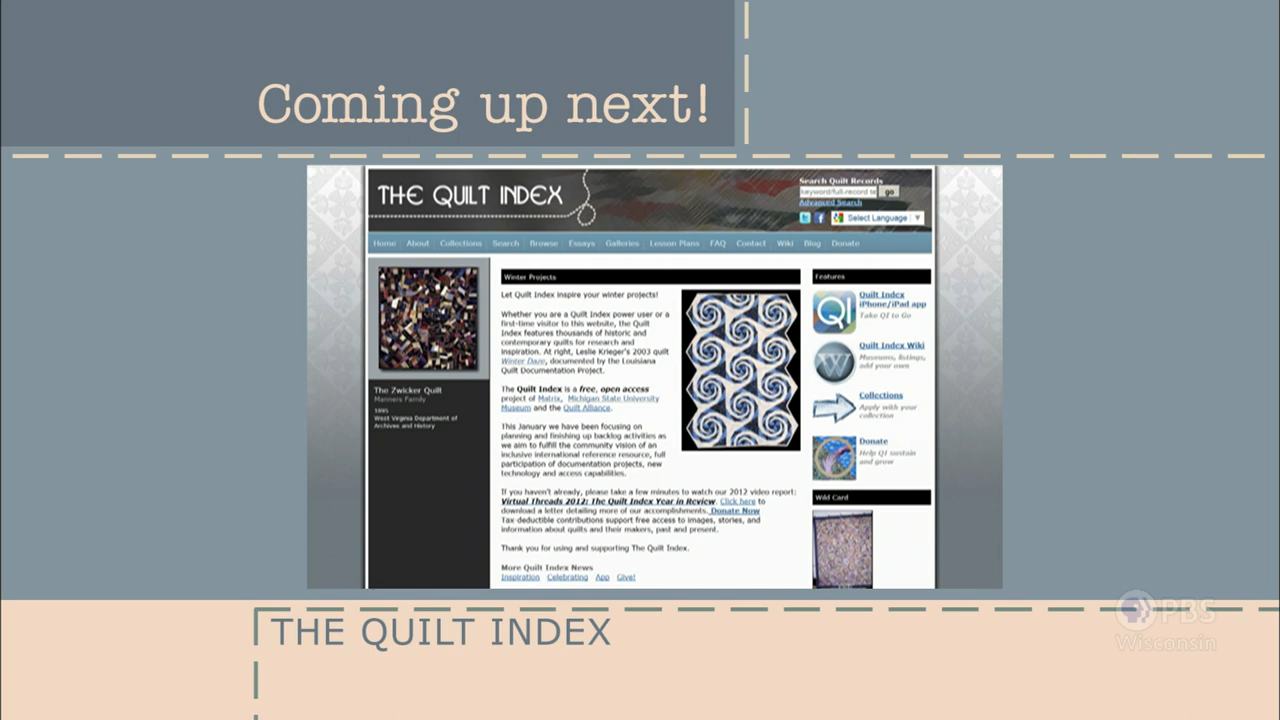 Coming up next!
THE QUILT INDEX
Search Quilt Records
keyword/full-record te go
Advanced Search
Select Language
Home About Collections Search Browse Essays Galleries Lesson Plans FAQ Contact Wiki Blog Donate
The Zwicker Quilt
Manners Family
1895
West Virginia Department of
Archives and History
Winter Projects
Let Quilt Index inspire your winter projects!
Whether you are a Quilt Index power user or a
first-time visitor to this website, the Quilt
Index features thousands of historic and
contemporary quilts for research and
inspiration. At right, Leslie Krieger's 2003 quilt
Winter Daze, documented by the Louisiana
Quilt Documentation Project.
The Quilt Index is a free, open access
project of Matrix, Michigan State University
Museum and the Quilt Alliance.
This January we have been focusing on
planning and finishing up backlog activities as
we aim to fulfill the community vision of an
inclusive international reference resource, full
participation of documentation projects, new
technology and access capabilities.
If you haven't already, please take a few minutes to watch our 2012 video report:
Virtual Threads 2012: The Quilt Index Year in Review. Click here to
download a letter detailing more of our accomplishments. Donate Now
Tax-deductible contributions support free access to images, stories, and
information about quilts and their makers, past and present.
Thank you for using and supporting The Quilt Index.
More Quilt Index News
Inspiration Celebrating App Give!
Features
QI
Quilt Index
iPhone/iPad app
Take QI to Go
W
Quilt Index Wiki
Museums, listings,
add your own
Collections
Apply with your
collection
Donate
Help QI sustain
and grow
Wild Card
THE QUILT INDEX
PBS
Wisconsin